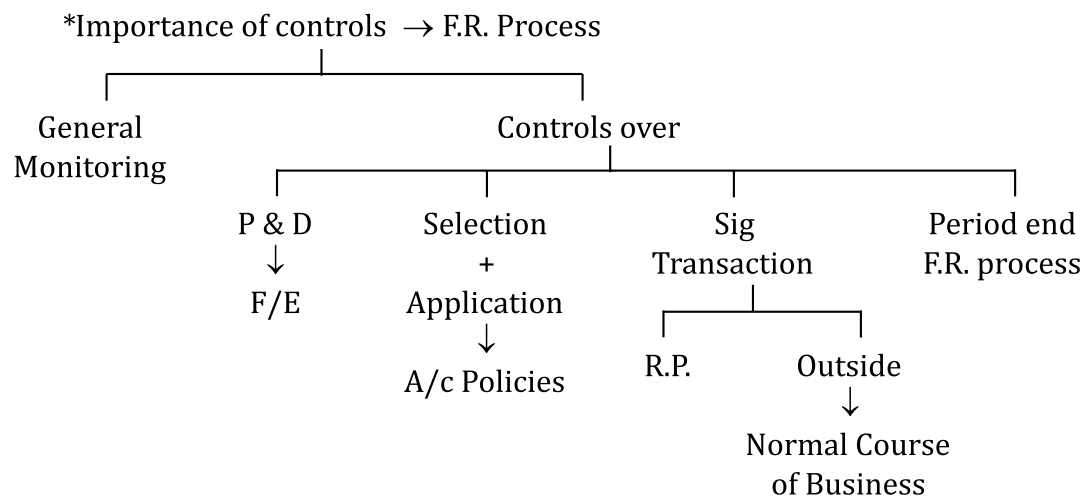 *Importance of controls → F.R. Process
General
Monitoring
Controls over
P & D
↓
F/E
Selection
+
Application
↓
A/c Policies
Sig
Transaction
R.P.
Outside
↓
Normal Course
of Business
Period end
F.R. process